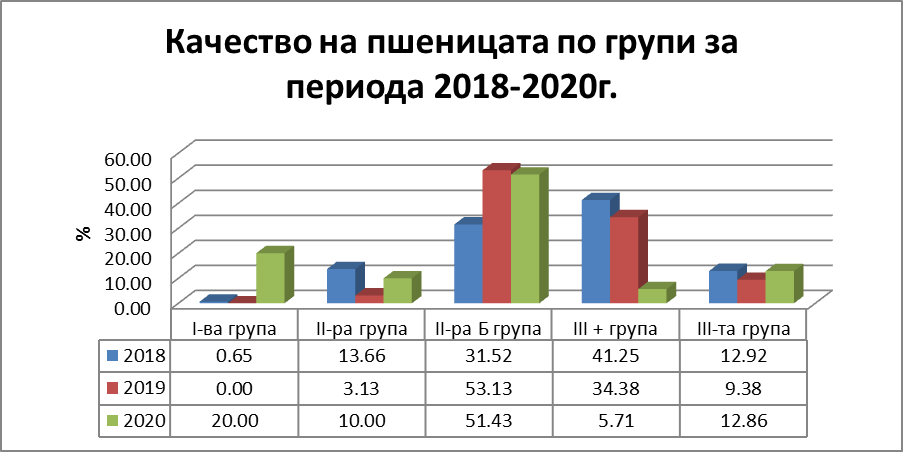 Качество на пшеницата по групи за
периода 2018-2020г.
60.00
50.00
40.00
30.00
20.00
10.00
0.00
%
I-ва група II-ра група II-ра Б група III + група III-та група
2018 0.65 13.66 31.52 41.25 12.92
2019 0.00 3.13 53.13 34.38 9.38
2020 20.00 10.00 51.43 5.71 12.86